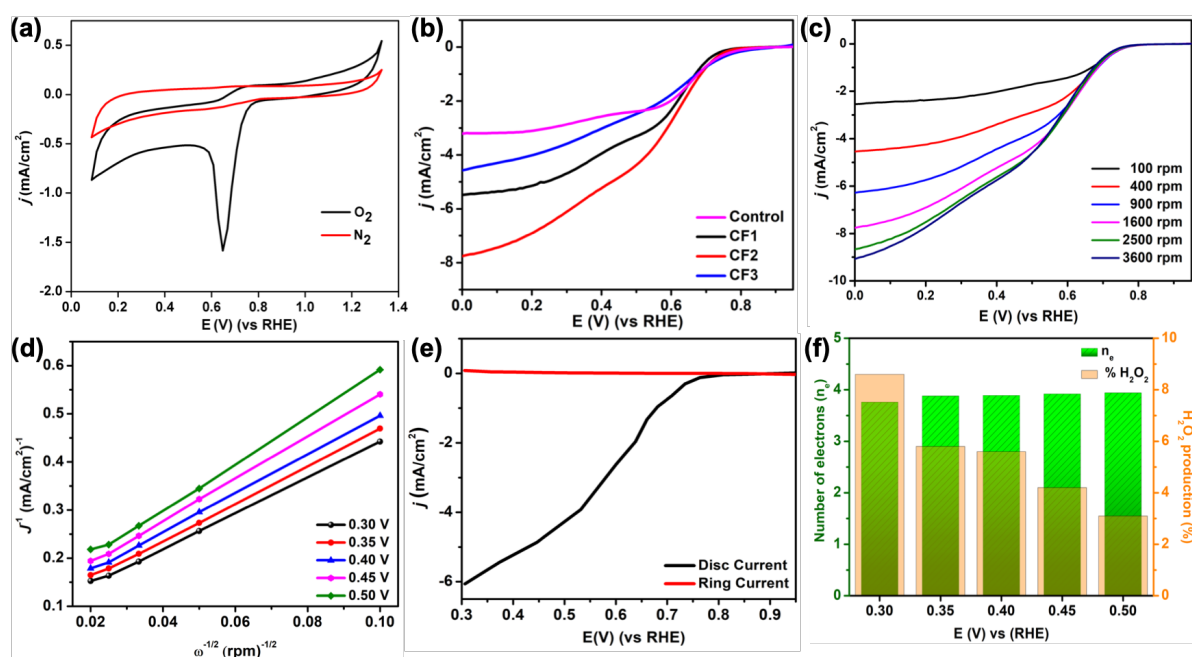 (a)
j (mA/cm²)
0.5
0.0
-0.5
-1.0
-1.5
-2.0
O₂
N₂
0.0 0.2 0.4 0.6 0.8 1.0 1.2 1.4
E (V) (vs RHE)
(b)
j (mA/cm²)
0
-2
-4
-6
-8
Control
CF1
CF2
CF3
0.0 0.2 0.4 0.6 0.8
E (V) (vs RHE)
(c)
j (mA/cm²)
0
-2
-4
-6
-8
-10
100 rpm
400 rpm
900 rpm
1600 rpm
2500 rpm
3600 rpm
0.0 0.2 0.4 0.6 0.8
E (V) (vs RHE)
(d)
J⁻¹ (mA/cm²)⁻¹
0.6
0.5
0.4
0.3
0.2
0.1
0.30 V
0.35 V
0.40 V
0.45 V
0.50 V
0.02 0.04 0.06 0.08 0.10
ω⁻¹/² (rpm)⁻¹/²
(e)
j (mA/cm²)
0
-2
-4
-6
Disc Current
Ring Current
0.3 0.4 0.5 0.6 0.7 0.8 0.9
E(V) (vs RHE)
(f)
Number of electrons (nₑ)
5
4
3
2
1
0
nₑ
% H₂O₂
10
8
6
4
2
0
H₂O₂ production (%)
0.30 0.35 0.40 0.45 0.50
E (V) vs (RHE)